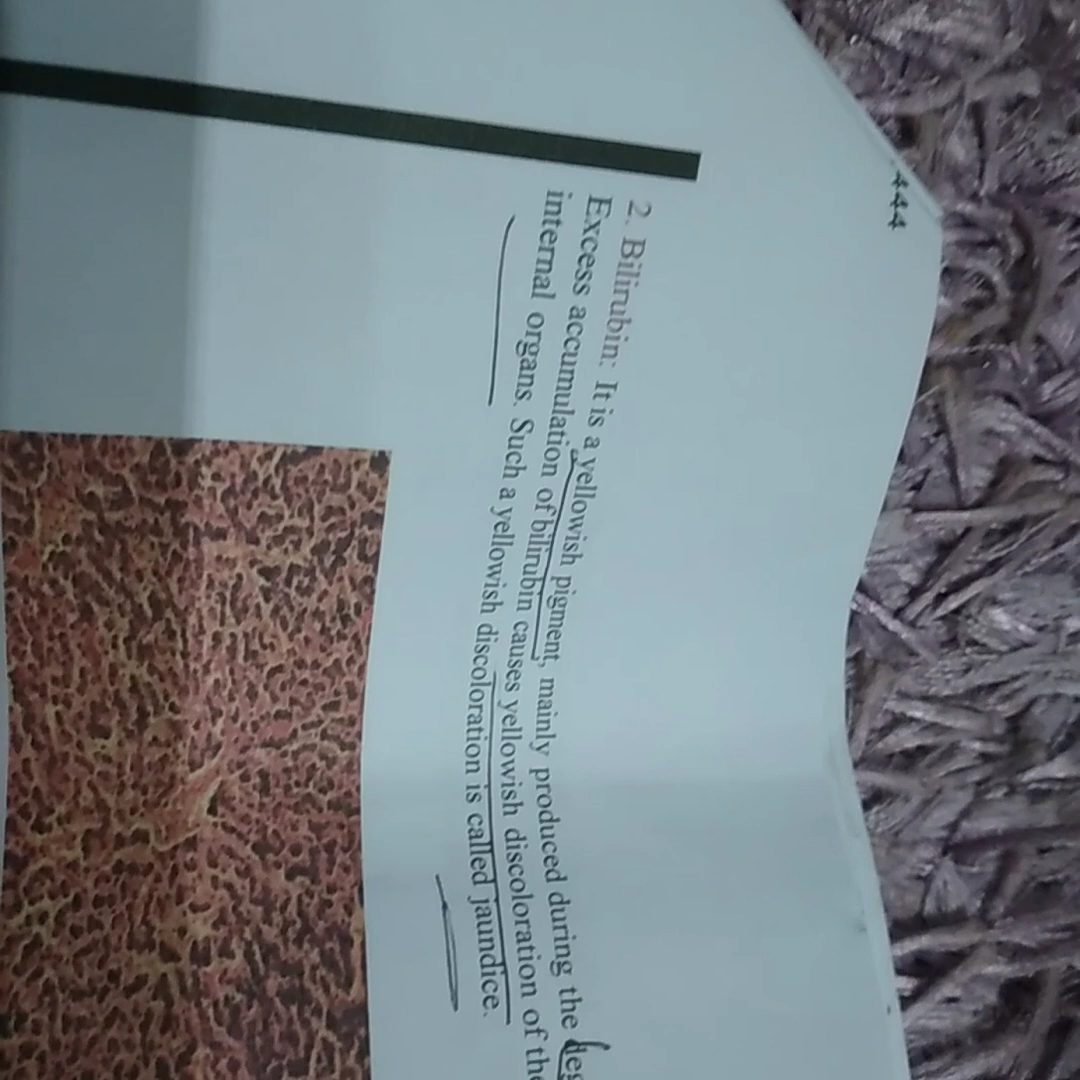 444
2. Bilirubin: It is a yellowish pigment, mainly produced during the
Excess accumulation of bilirubin causes yellowish discoloration of the
internal organs. Such a yellowish discoloration is called jaundice.